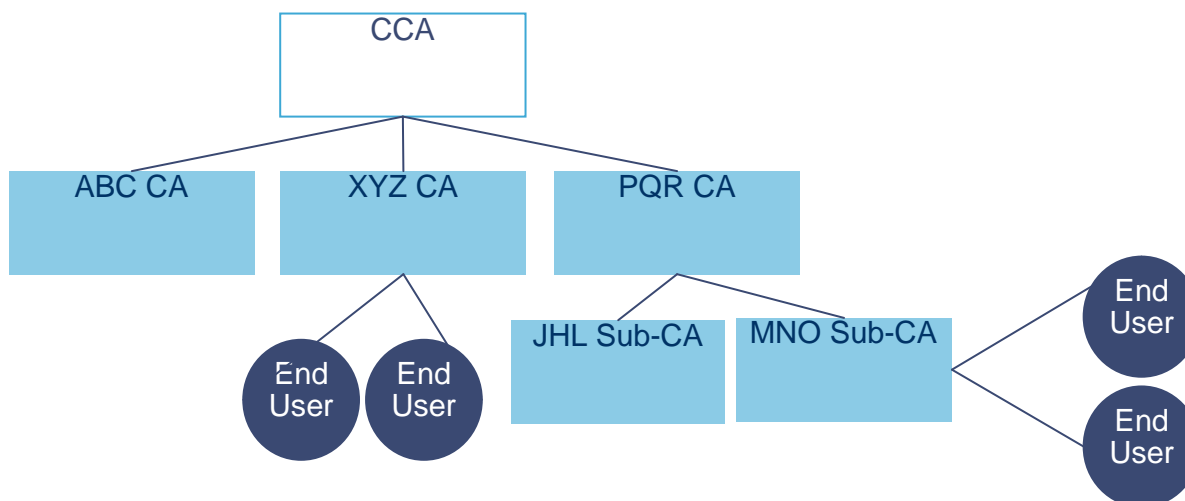 CCA
ABC CA
XYZ CA
PQR CA
JHL Sub-CA
MNO Sub-CA
End
User
End
User
End
User
End
User